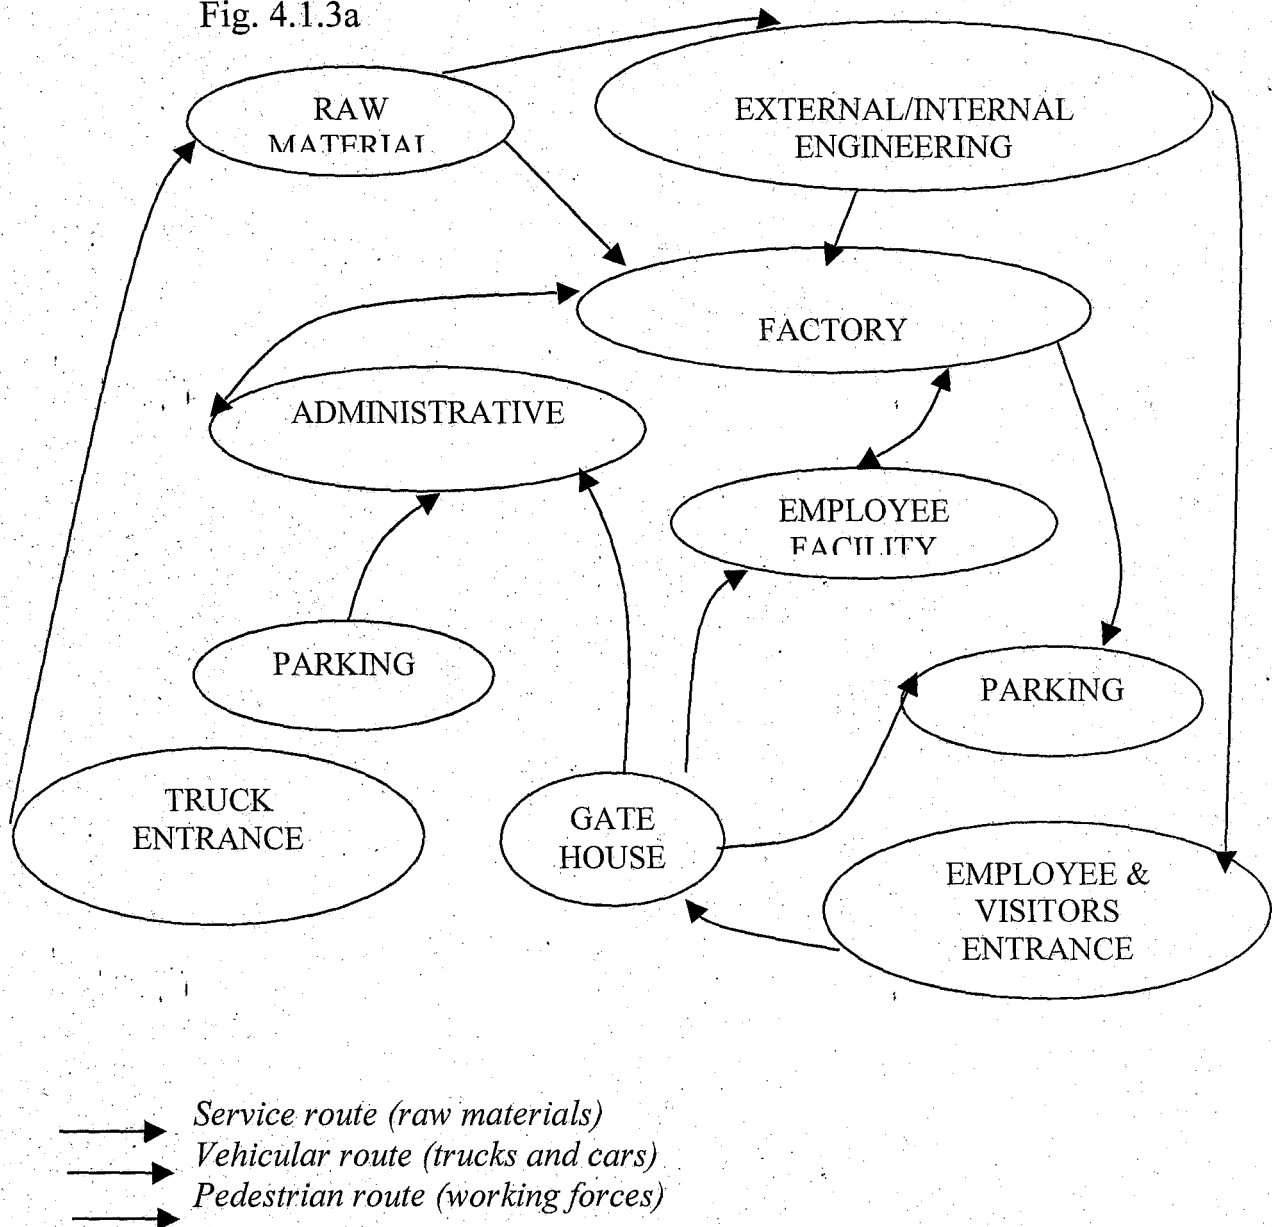 Fig. 4.1.3a
RAW
MATERIAL
EXTERNAL/INTERNAL
ENGINEERING
FACTORY
ADMINISTRATIVE
EMPLOYEE
FACILITY
PARKING
PARKING
TRUCK
ENTRANCE
GATE
HOUSE
EMPLOYEE &
VISITORS
ENTRANCE
Service route (raw materials)
Vehicular route (trucks and cars)
Pedestrian route (working forces)